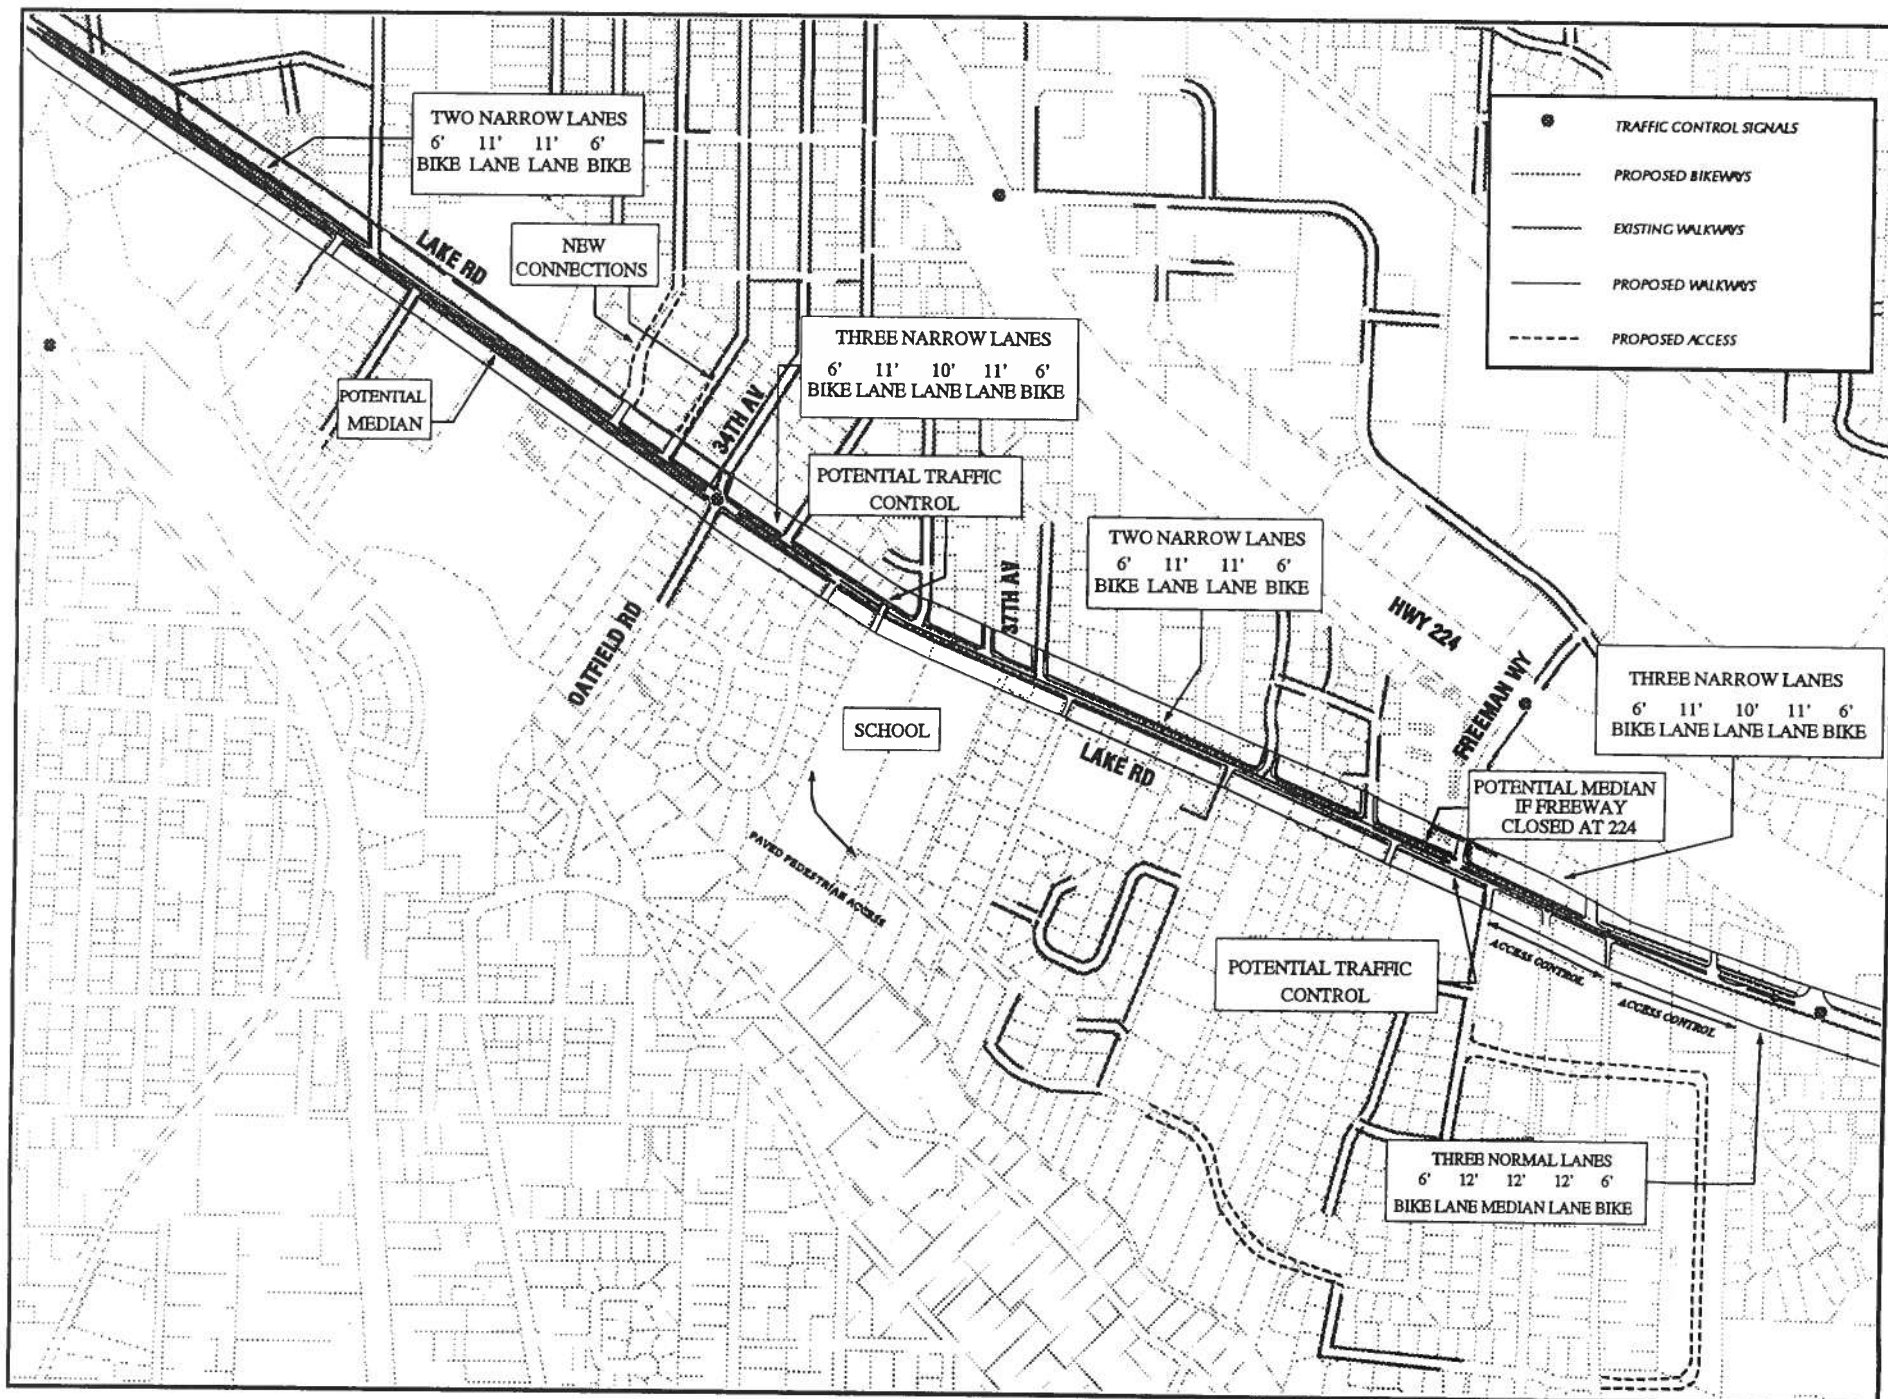 TWO NARROW LANES
6' 11' 11' 6'
BIKE LANE LANE BIKE
LAKE RD
NEW
CONNECTIONS
TRAFFIC CONTROL SIGNALS
PROPOSED BIKEWAYS
EXISTING WALKWAYS
PROPOSED WALKWAYS
PROPOSED ACCESS
THREE NARROW LANES
6' 11' 10' 11' 6'
BIKE LANE LANE LANE BIKE
POTENTIAL
MEDIAN
34TH AV
POTENTIAL TRAFFIC
CONTROL
TWO NARROW LANES
6' 11' 11' 6'
BIKE LANE LANE BIKE
37TH AV
HWY 224
OATFIELD RD
FREEMAN WY
THREE NARROW LANES
6' 11' 10' 11' 6'
BIKE LANE LANE LANE BIKE
SCHOOL
LAKE RD
POTENTIAL MEDIAN
IF FREEWAY
CLOSED AT 224
PAVED PEDESTRIAN ACCESS
POTENTIAL TRAFFIC
CONTROL
ACCESS CONTROL
ACCESS CONTROL
THREE NORMAL LANES
6' 12' 12' 12' 6'
BIKE LANE MEDIAN LANE BIKE